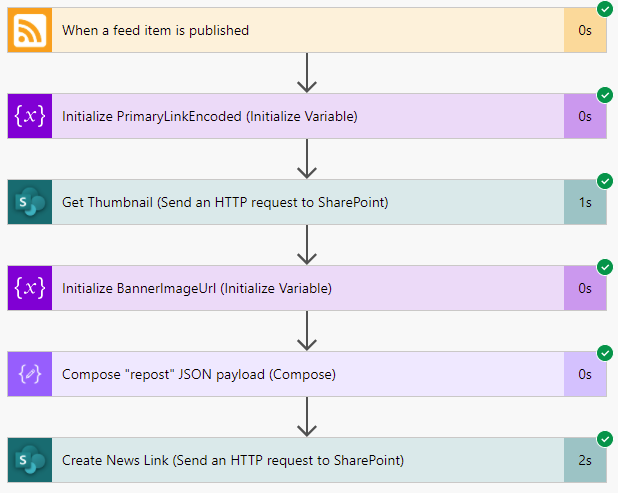 When a feed item is published 0s
{x} Initialize PrimaryLinkEncoded (Initialize Variable) 0s
S Get Thumbnail (Send an HTTP request to SharePoint) 1s
{x} Initialize BannerImageUrl (Initialize Variable) 0s
Compose "repost" JSON payload (Compose) 0s
S Create News Link (Send an HTTP request to SharePoint) 2s